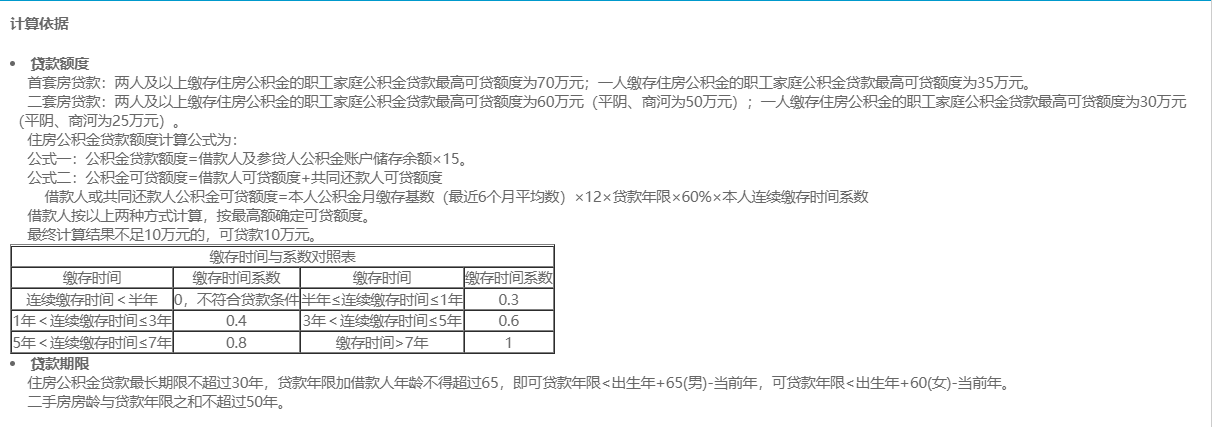 计算依据
贷款额度
首套房贷款：两人及以上缴存住房公积金的职工家庭公积金贷款最高可贷额度为70万元；一人缴存住房公积金的职工家庭公积金贷款最高可贷额度为35万元。
二套房贷款：两人及以上缴存住房公积金的职工家庭公积金贷款最高可贷额度为60万元（平阴、商河为50万元）；一人缴存住房公积金的职工家庭公积金贷款最高可贷额度为30万元
（平阴、商河为25万元）。
住房公积金贷款额度计算公式为：
公式一：公积金贷款额度=借款人及参贷人公积金账户储存余额×15。
公式二：公积金可贷额度=借款人可贷额度+共同还款人可贷额度
借款人或共同还款人公积金可贷额度=本人公积金月缴存基数（最近6个月平均数）×12×贷款年限×60%×本人连续缴存时间系数
借款人按以上两种方式计算，按最高额确定可贷额度。
最终计算结果不足10万元的，可贷款10万元。
缴存时间与系数对照表
缴存时间 缴存时间系数 缴存时间 缴存时间系数
连续缴存时间＜半年 0，不符合贷款条件 半年≤连续缴存时间≤1年 0.3
1年＜连续缴存时间≤3年 0.4 3年＜连续缴存时间≤5年 0.6
5年＜连续缴存时间≤7年 0.8 缴存时间>7年 1
贷款期限
住房公积金贷款最长期限不超过30年，贷款年限加借款人年龄不得超过65，即可贷款年限<出生年+65(男)-当前年，可贷款年限<出生年+60(女)-当前年。
二手房房龄与贷款年限之和不超过50年。